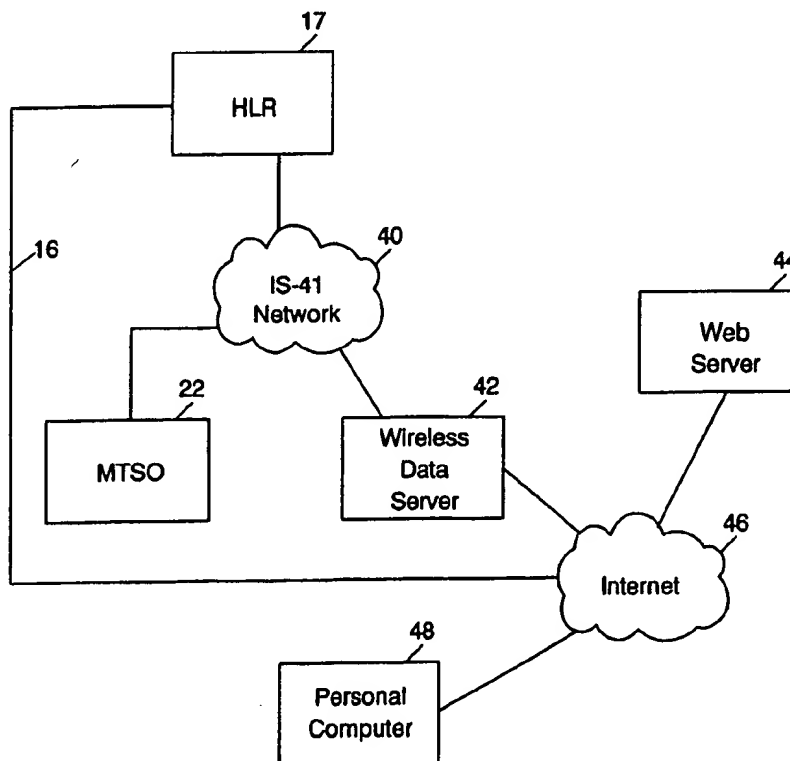 17
HLR
16
40
IS-41
Network
44
Web
Server
22
MTSO
42
Wireless
Data
Server
46
Internet
48
Personal
Computer